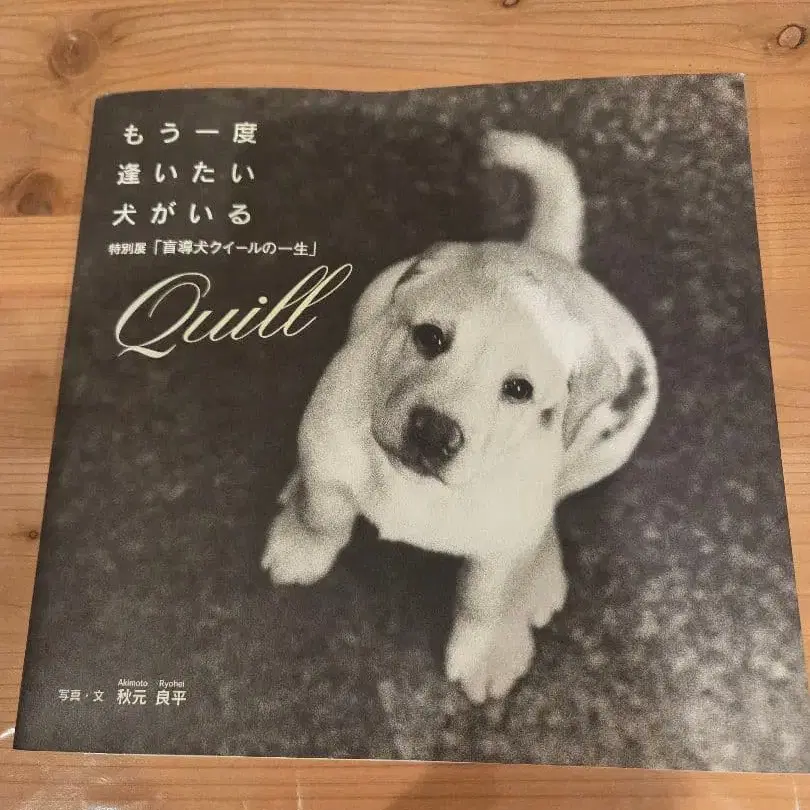 もう一度
逢いたい
犬がいる
特別展「盲導犬クイールの一生」
Quill
Akimoto Ryohei
写真・文 秋元 良平